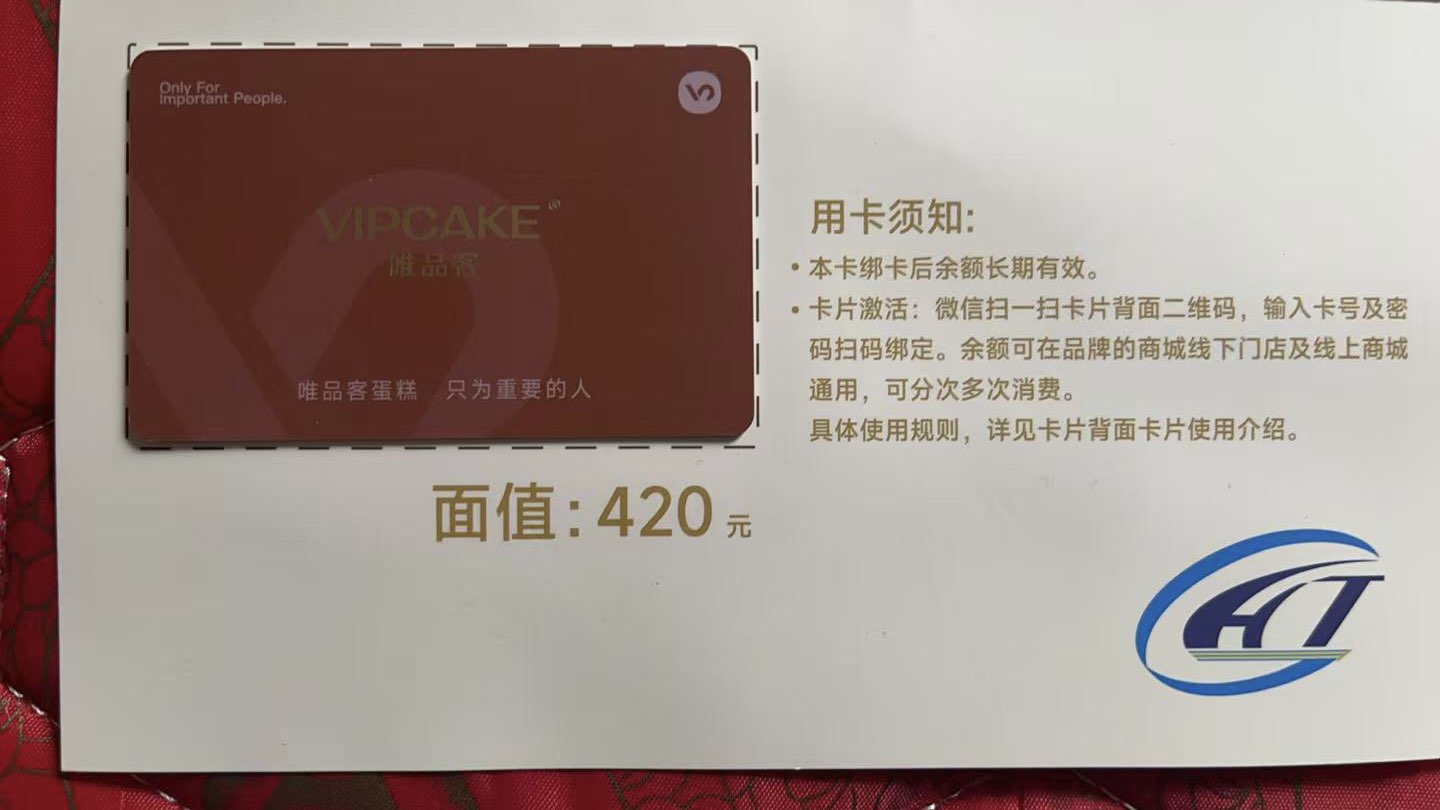 Only For
Important People.
VIPCAKE®
唯品客
唯品客蛋糕 只为重要的人
面值:420元
用卡须知:
• 本卡绑卡后余额长期有效。
• 卡片激活：微信扫一扫卡片背面二维码，输入卡号及密
码扫码绑定。余额可在品牌的商城线下门店及线上商城
通用，可分次多次消费。
具体使用规则，详见卡片背面卡片使用介绍。
HT